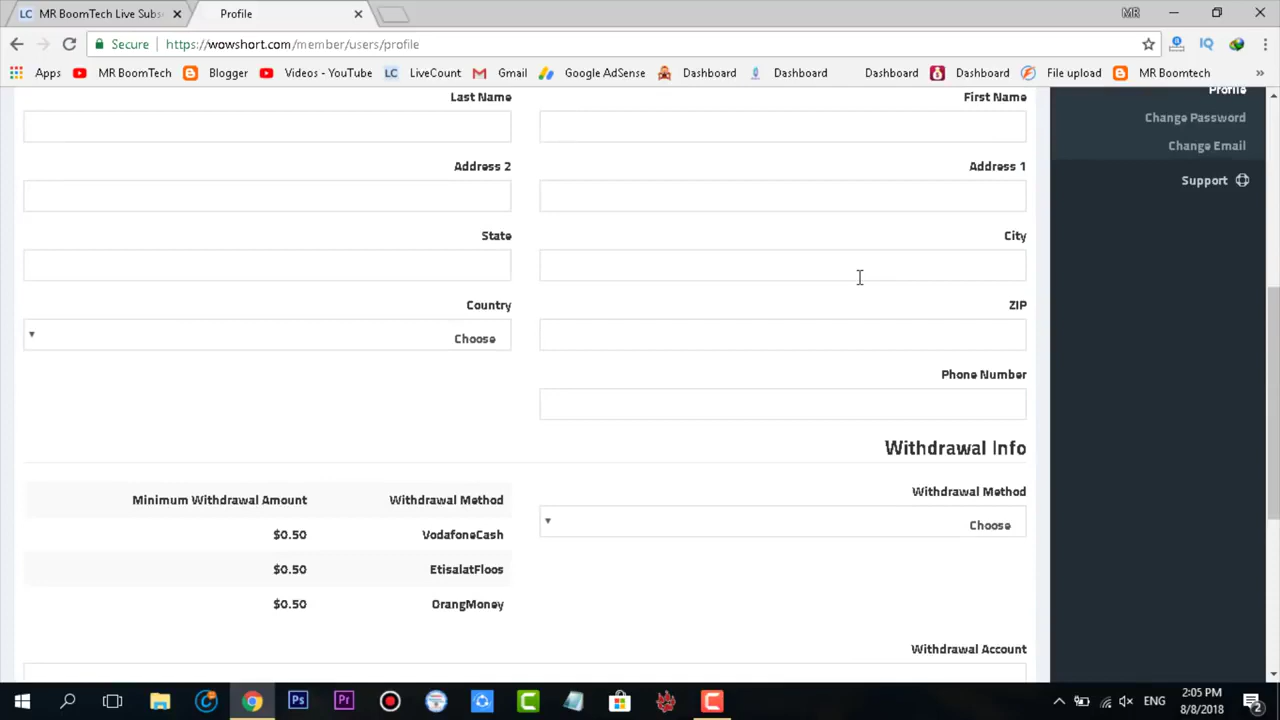 MR BoomTech Live Subs
Profile
MR
Secure
https://wowshort.com/member/users/profile
Apps
MR BoomTech
Blogger
Videos - YouTube
LC
LiveCount
Gmail
Google AdSense
Dashboard
Dashboard
Dashboard
Dashboard
File upload
MR Boomtech
»
Profile
Change Password
Change Email
Support
Last Name
First Name
Address 2
Address 1
State
City
Country
ZIP
Choose
Phone Number
Withdrawal Info
Withdrawal Method
Choose
Minimum Withdrawal Amount
Withdrawal Method
$0.50
VodafoneCash
$0.50
EtisalatFloos
$0.50
OrangMoney
Withdrawal Account
ENG
2:05 PM
8/8/2018